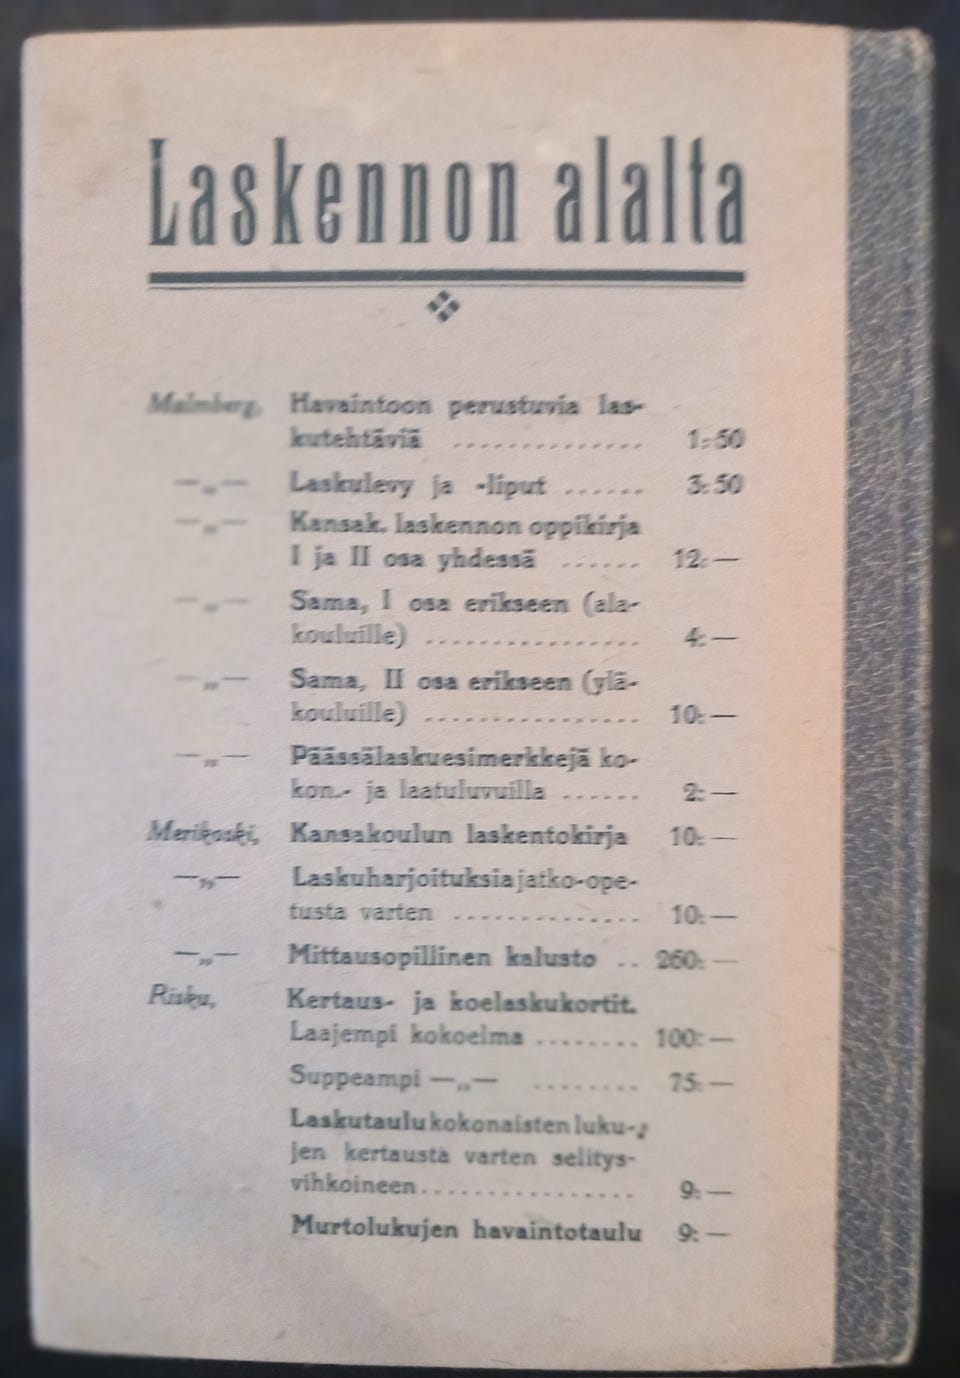 Laskennon alalta
Malmberg, Havaintoon perustuvia las-
kutehtäviä .............. 1: 50
—„— Laskulevy ja -liput ...... 3: 50
—„— Kansak. laskennon oppikirja
I ja II osa yhdessä ...... 12: —
—„— Sama, I osa erikseen (ala-
kouluille) ................ 4: —
—„— Sama, II osa erikseen (ylä-
kouluille) ................ 10: —
—„— Päässälaskuesimerkkejä ko-
kon.- ja laatuluvuilla ...... 2: —
Merikoski, Kansakoulun laskentokirja 10: —
—„— Laskuharjoituksia jatko-ope-
tusta varten .............. 10: —
—„— Mittausopillinen kalusto .. 260: —
Risku, Kertaus- ja koelaskukortit.
Laajempi kokoelma ........ 100: —
Suppeampi —„— ........ 75: —
Laskutaulu kokonaisten luku-
jen kertausta varten selitys-
vihkoineen................ 9: —
Murtolukujen havaintotaulu 9: —